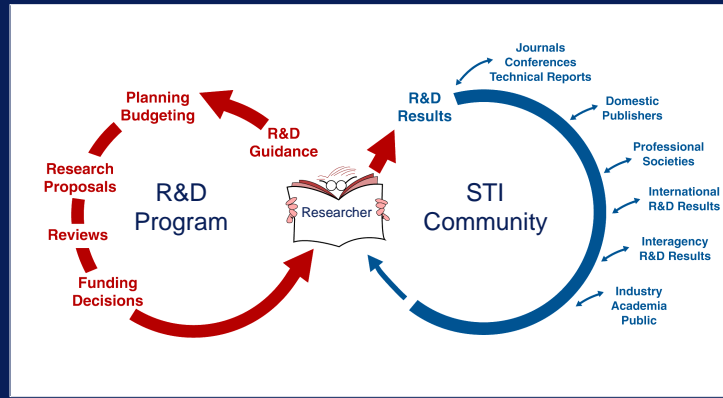 Journals
Conferences
Technical Reports
R&D
Results
Planning
Budgeting
Domestic
Publishers
R&D
Guidance
Professional
Societies
Research
Proposals
R&D
Program
Researcher
STI
Community
International
R&D Results
Reviews
Interagency
R&D Results
Funding
Decisions
Industry
Academia
Public